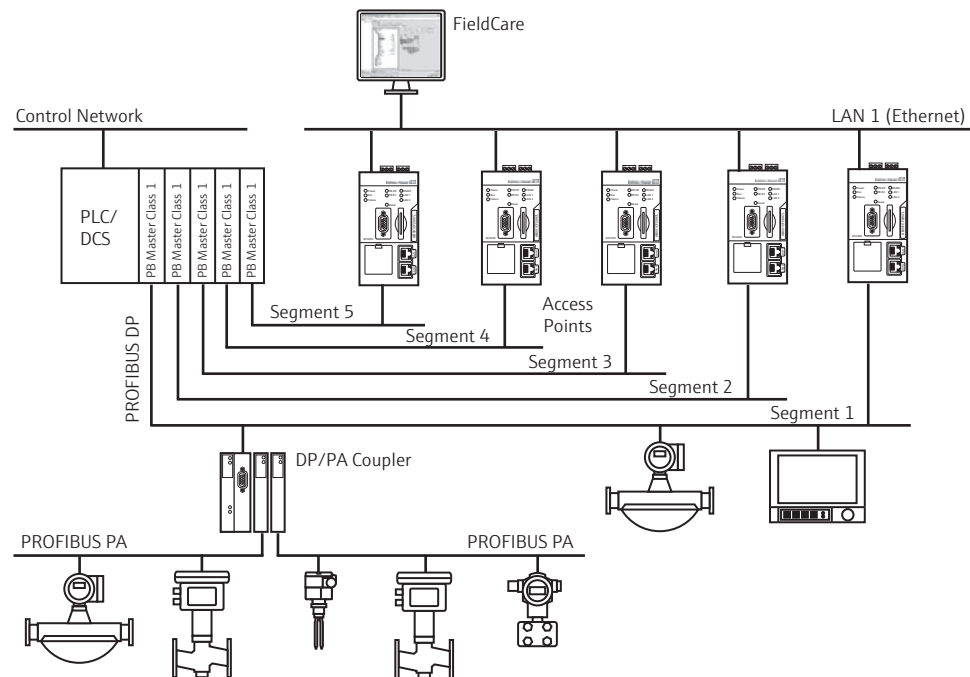 FieldCare
Control Network
LAN 1 (Ethernet)
PLC/
DCS
PB Master Class 1
PB Master Class 1
PB Master Class 1
PB Master Class 1
PB Master Class 1
Segment 5
Access
Points
Segment 4
Segment 3
Segment 2
Segment 1
PROFIBUS DP
DP/PA Coupler
PROFIBUS PA
PROFIBUS PA